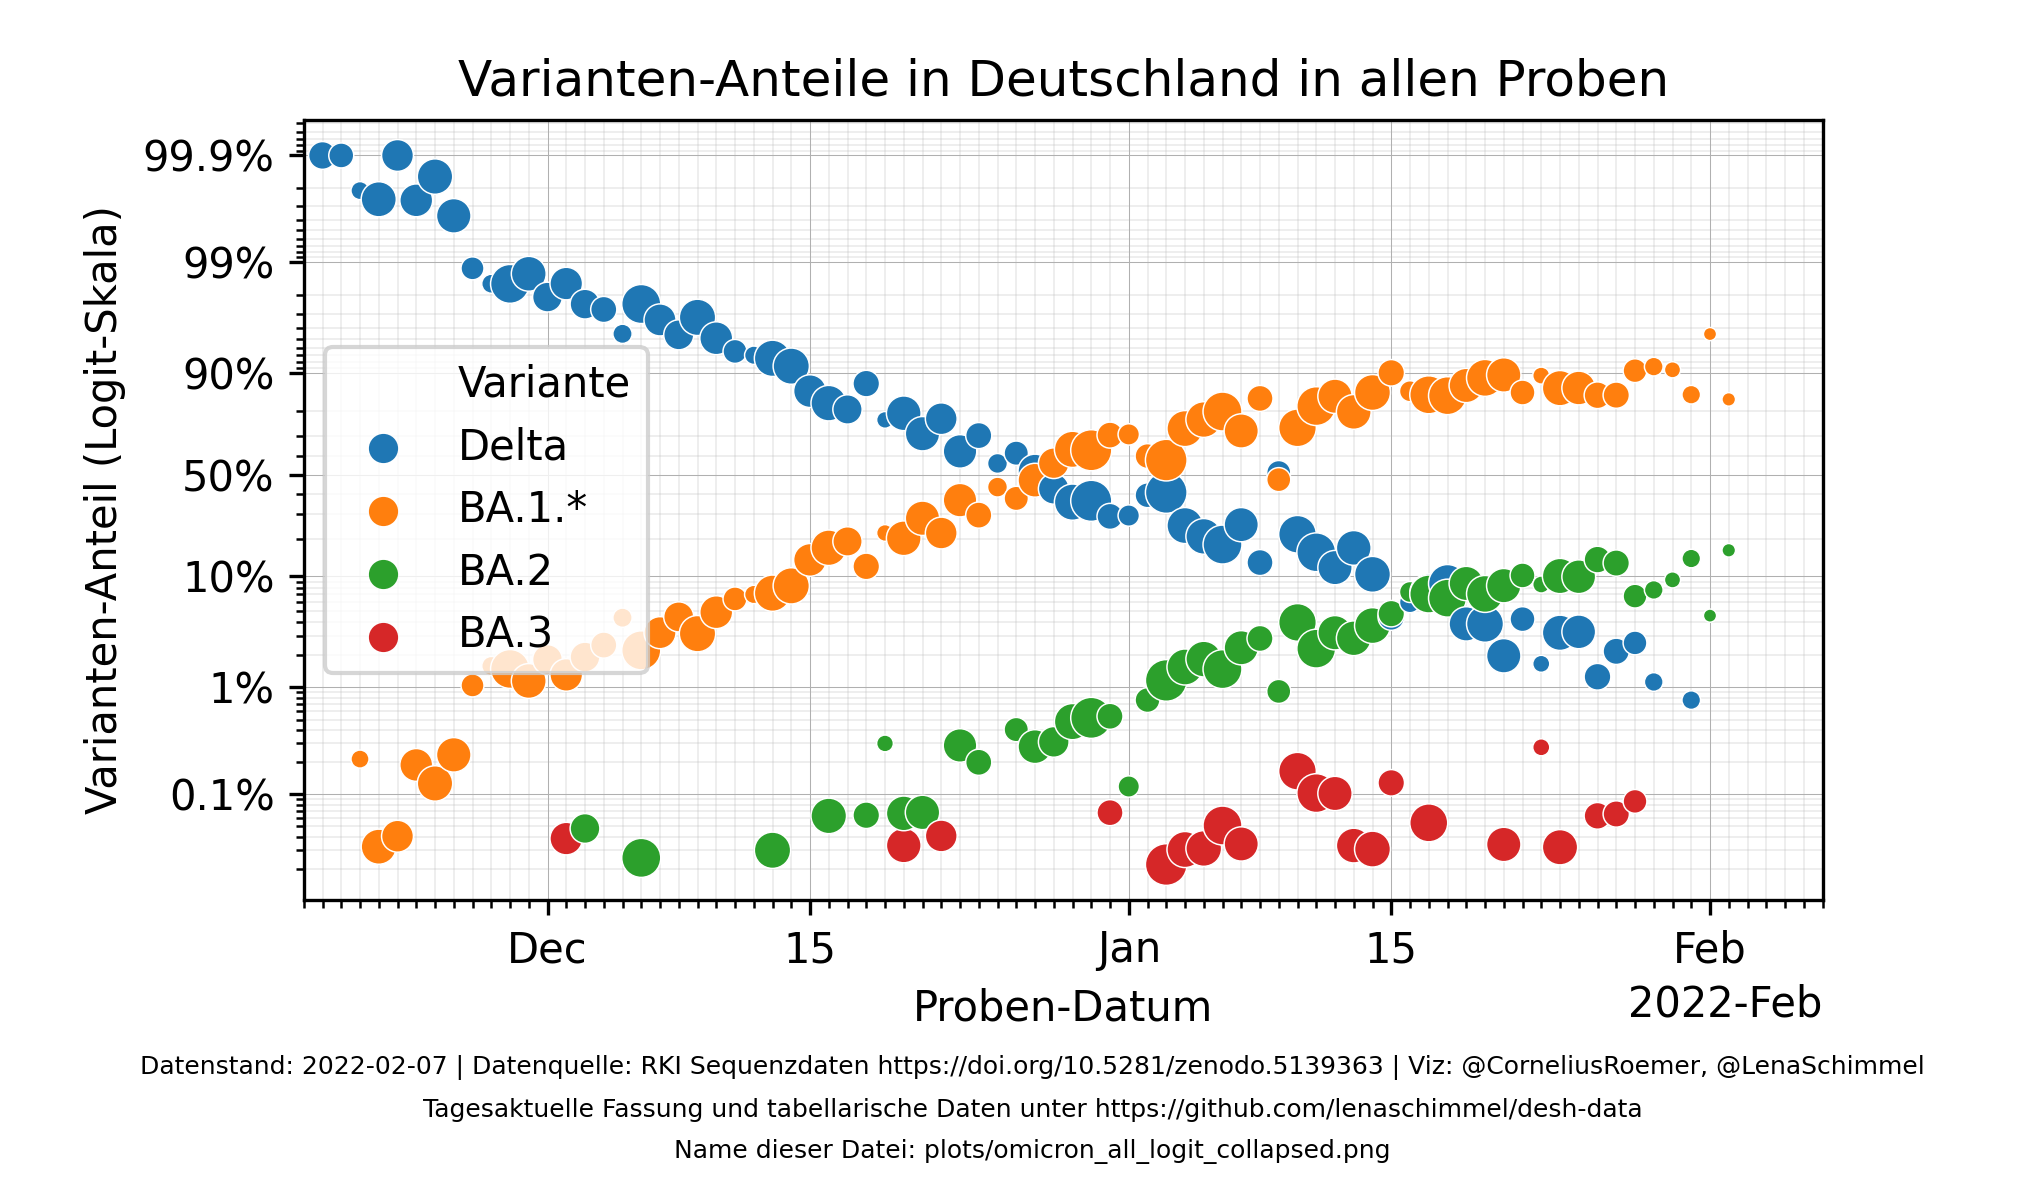 Varianten-Anteile in Deutschland in allen Proben
Varianten-Anteil (Logit-Skala)
99.9%
99%
90%
50%
10%
1%
0.1%
Variante
Delta
BA.1.*
BA.2
BA.3
Dec
15
Jan
15
Feb
Proben-Datum
2022-Feb
Datenstand: 2022-02-07 | Datenquelle: RKI Sequenzdaten https://doi.org/10.5281/zenodo.5139363 | Viz: @CorneliusRoemer, @LenaSchimmel
Tagesaktuelle Fassung und tabellarische Daten unter https://github.com/lenaschimmel/desh-data
Name dieser Datei: plots/omicron_all_logit_collapsed.png